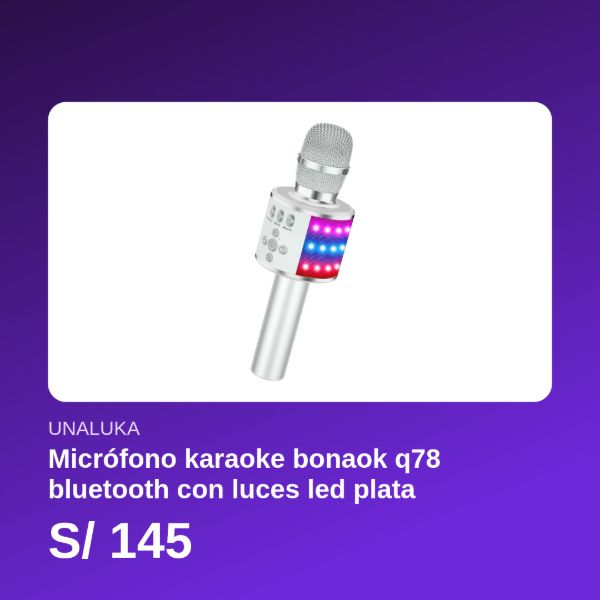 UNALUKA
Micrófono karaoke bonaok q78
bluetooth con luces led plata
S/ 145